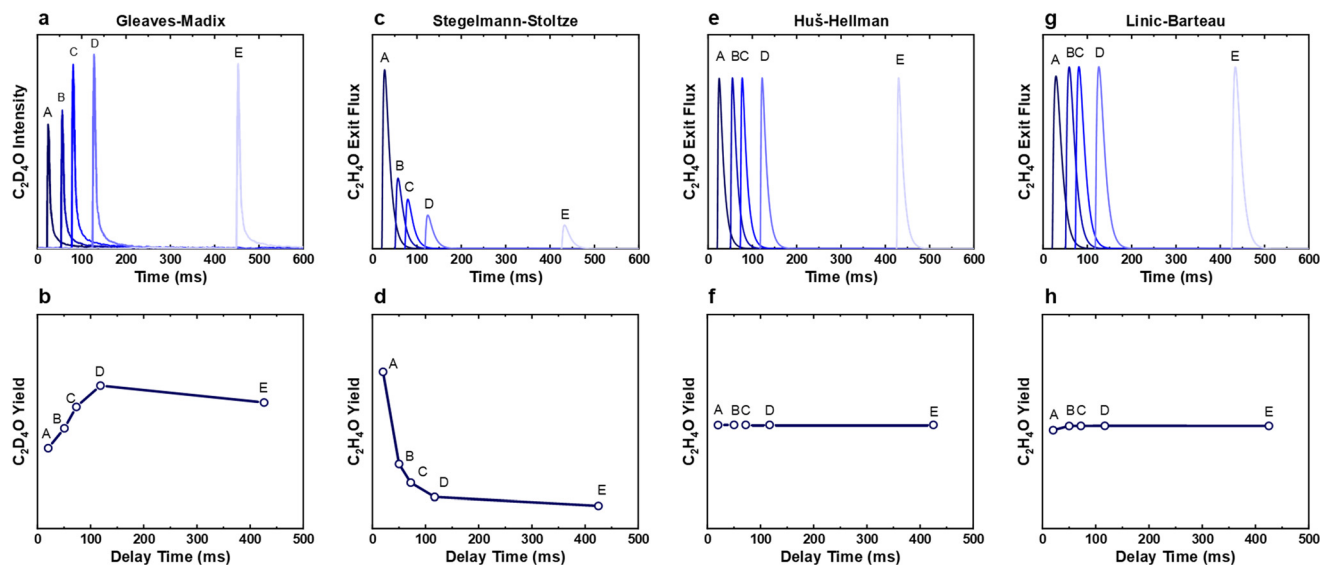 a Gleaves-Madix
c Stegelmann-Stoltze
e Huš-Hellman
g Linic-Barteau
C₂D₄O Intensity
A B C D E
0 100 200 300 400 500 600
Time (ms)
C₂H₄O Exit Flux
A B C D E
0 100 200 300 400 500 600
Time (ms)
C₂H₄O Exit Flux
A BC D E
0 100 200 300 400 500 600
Time (ms)
C₂H₄O Exit Flux
A BC D E
0 100 200 300 400 500 600
Time (ms)
b
C₂D₄O Yield
A B C D E
0 100 200 300 400 500
Delay Time (ms)
d
C₂H₄O Yield
A B C D E
0 100 200 300 400 500
Delay Time (ms)
f
C₂H₄O Yield
A B C D E
0 100 200 300 400 500
Delay Time (ms)
h
C₂H₄O Yield
A B C D E
0 100 200 300 400 500
Delay Time (ms)